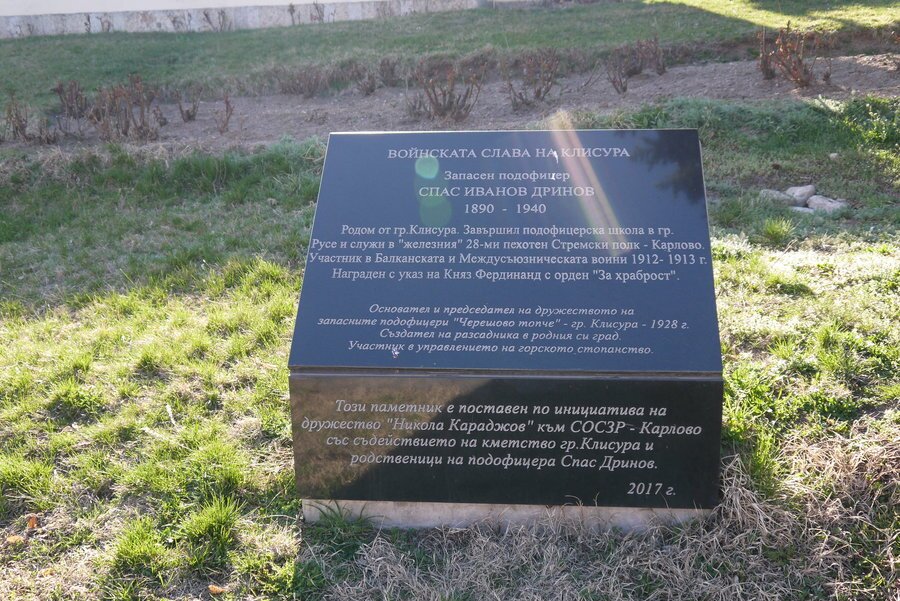 ВОЙНСКАТА СЛАВА НА КЛИСУРА
Запасен подофицер
СПАС ИВАНОВ ДРИНОВ
1890 - 1940
Родом от гр.Клисура. Завършил подофицерска школа в гр.
Русе и служи в "железния" 28-ми пехотен Стремски полк - Карлово.
Участник в Балканската и Междусъюзническата войни 1912- 1913 г.
Награден с указ на Княз Фердинанд с орден "За храброст".
Основател и председател на дружеството на
запасните подофицери "Черешово топче" - гр. Клисура - 1928 г.
Създател на разсадника в родния си град.
Участник в управлението на горското стопанство.
Този паметник е поставен по инициатива на
дружество "Никола Караджов" към СОСЗР - Карлово
със съдействието на кметство гр.Клисура и
родственици на подофицера Спас Дринов.
2017 г.